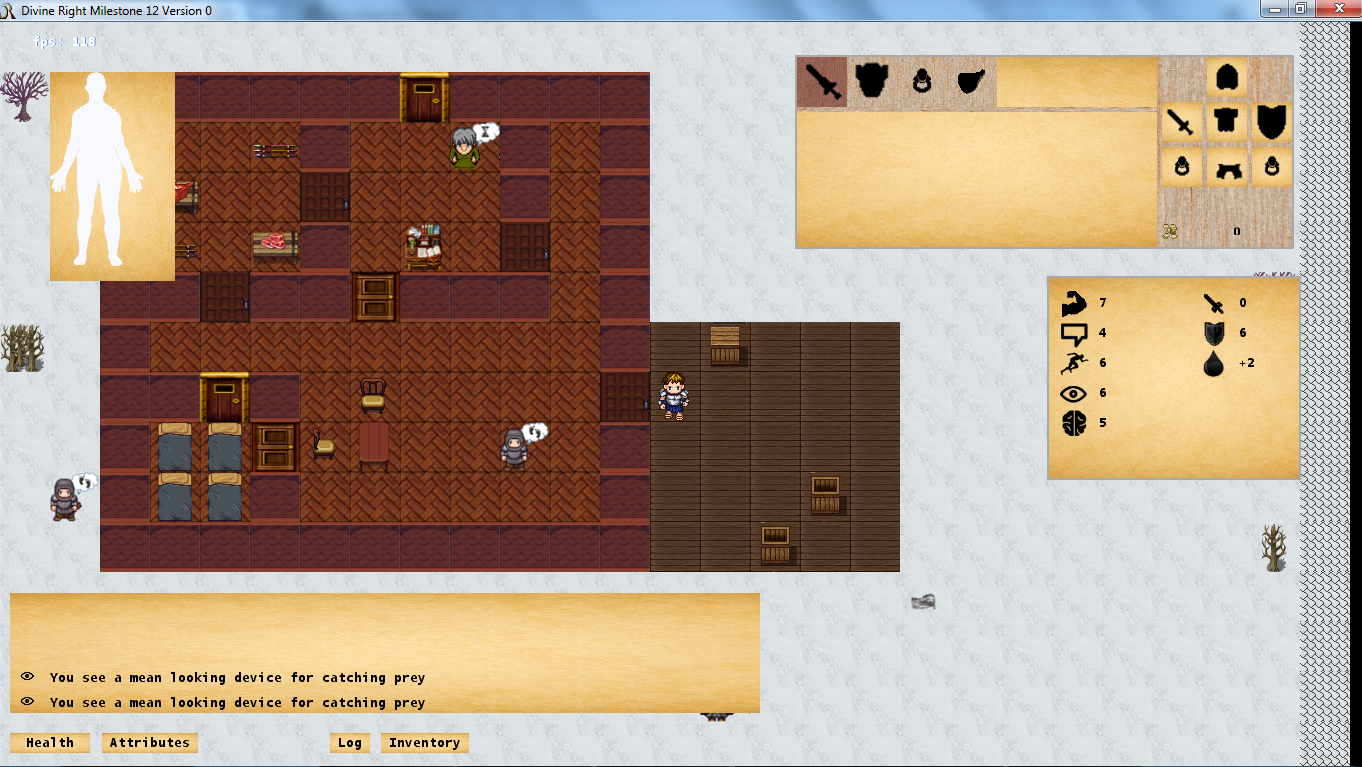 Divine Right Milestone 12 Version 0
fps: 118
0
7
0
4
6
6
+2
6
5
You see a mean looking device for catching prey
You see a mean looking device for catching prey
Health
Attributes
Log
Inventory